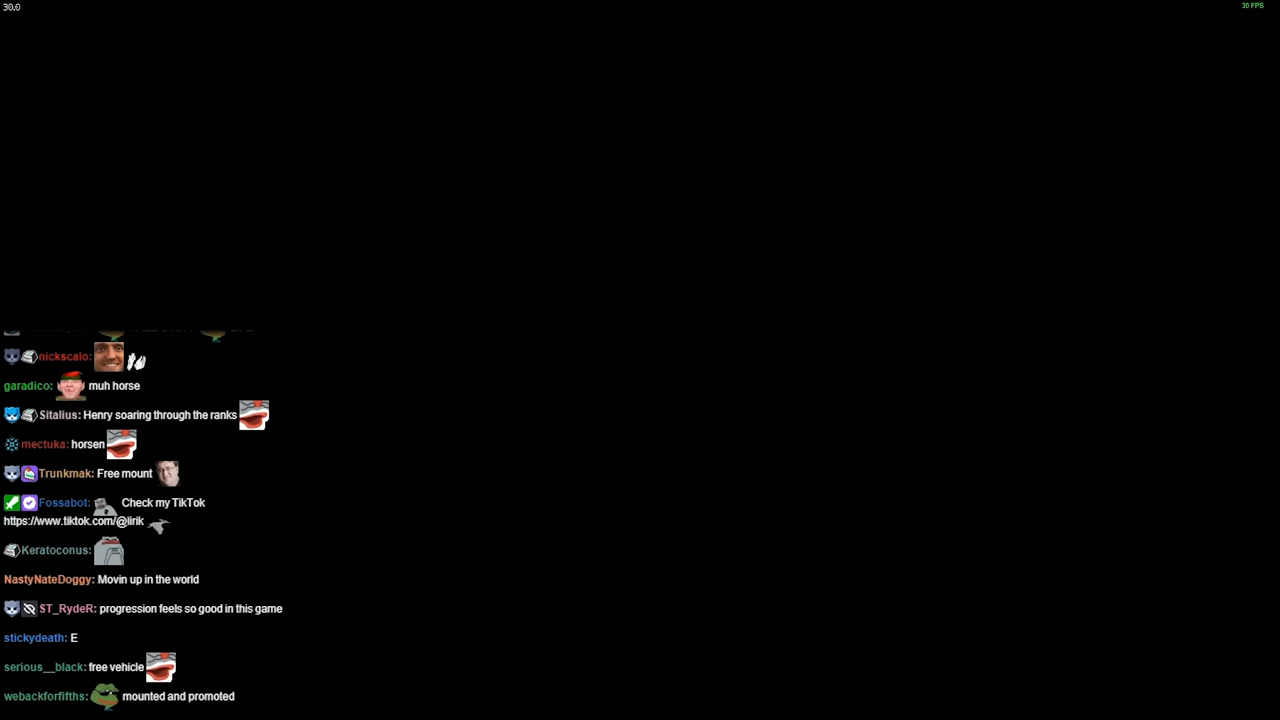 30.0
30 FPS
nickscalo:
garadico: muh horse
Sitalius: Henry soaring through the ranks
mectuka: horsen
Trunkmak: Free mount
Fossabot: Check my TikTok
https://www.tiktok.com/@lirik
Keratoconus:
NastyNateDoggy: Movin up in the world
ST_RydeR: progression feels so good in this game
stickydeath: E
serious__black: free vehicle
webackforfifths: mounted and promoted